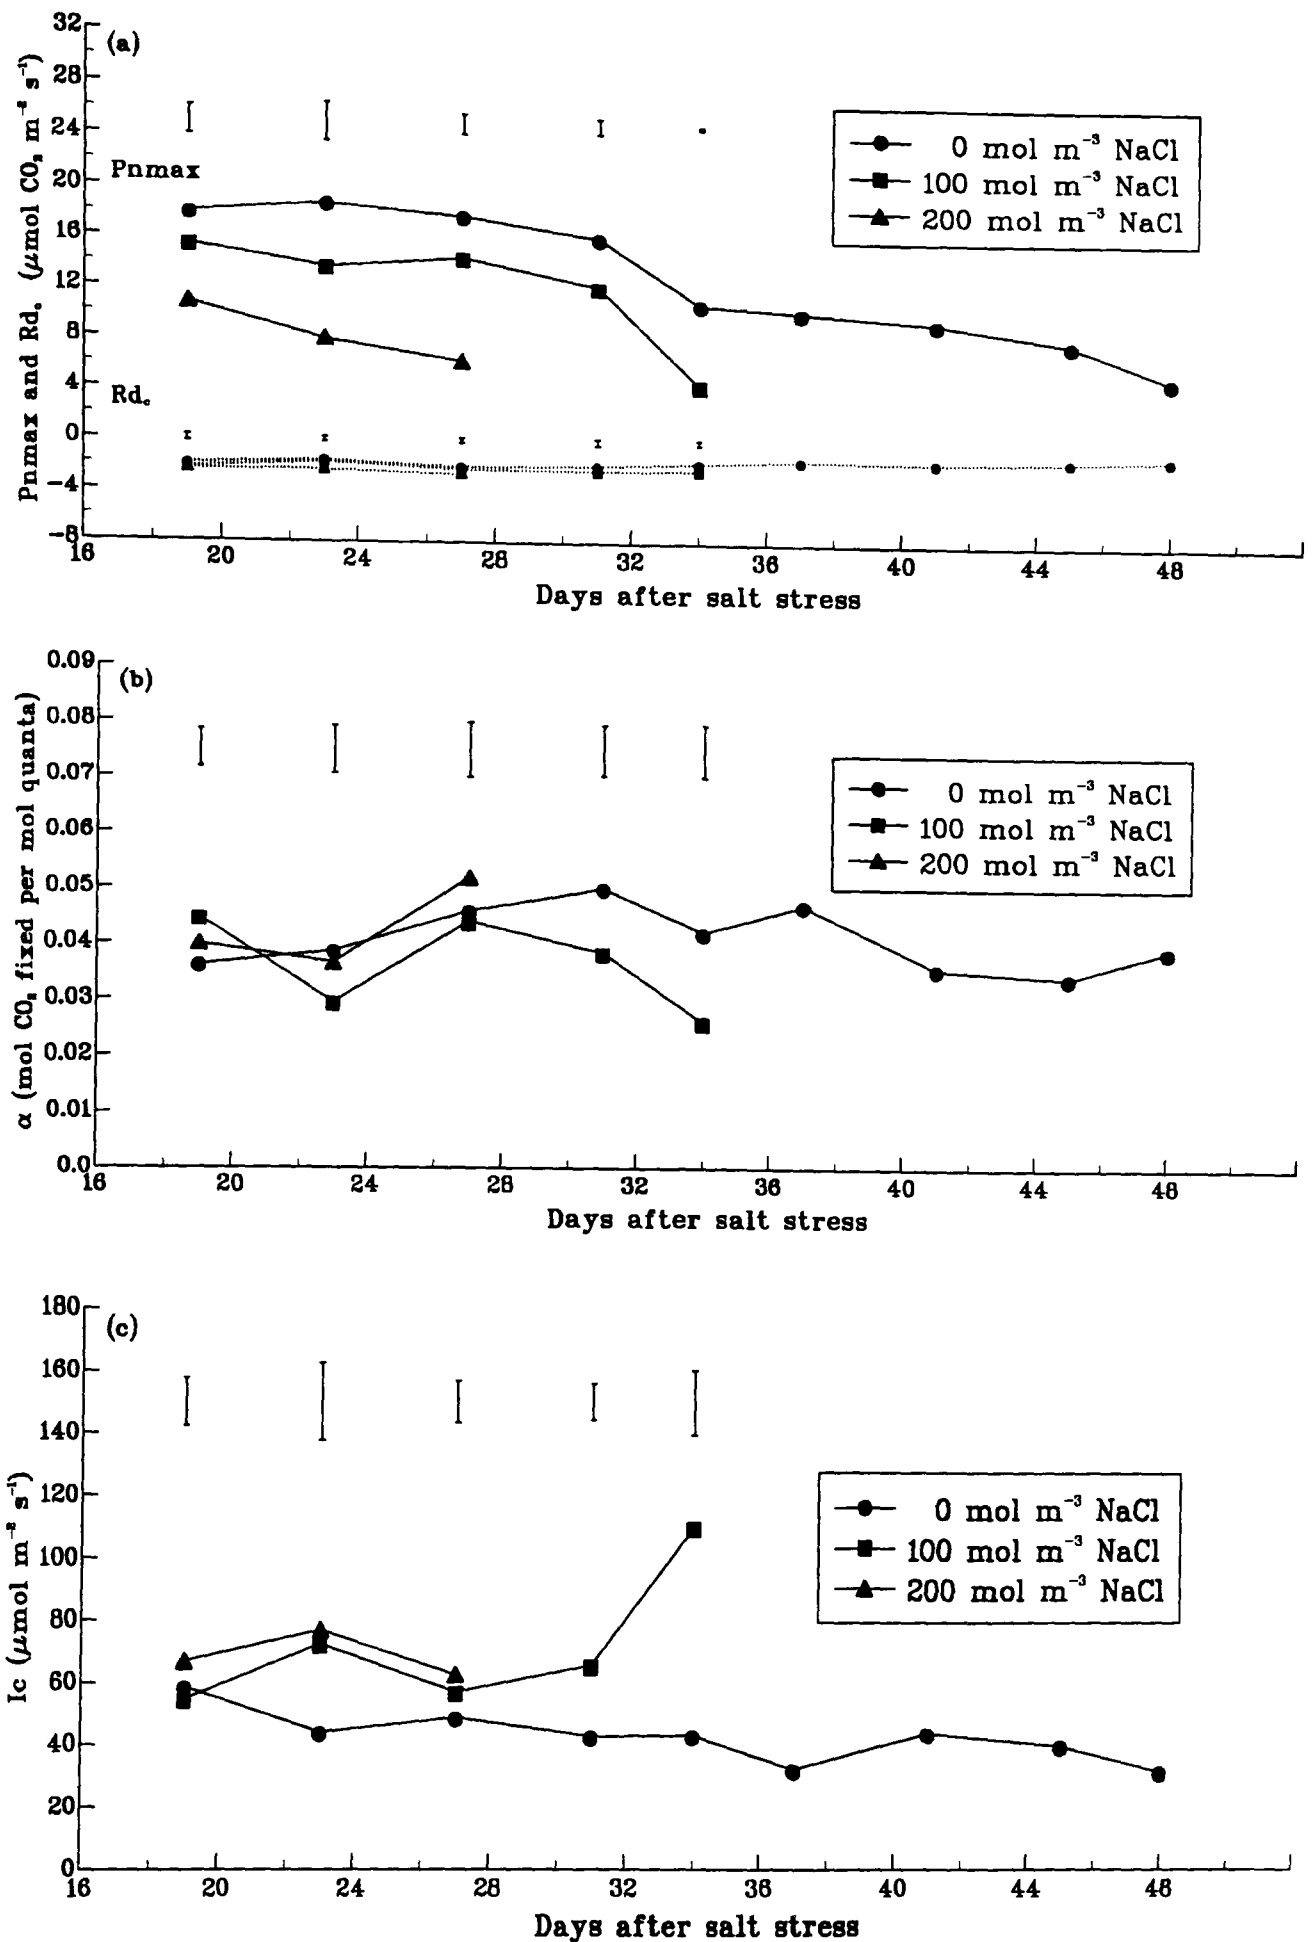 (a)
Pnmax and Rd꜀ (μmol CO₂ m⁻² s⁻¹)
32
28
24
20
16
12
8
4
0
−4
−8
Pnmax
Rd꜀
0 mol m⁻³ NaCl
100 mol m⁻³ NaCl
200 mol m⁻³ NaCl
16 20 24 28 32 36 40 44 48
Days after salt stress
(b)
α (mol CO₂ fixed per mol quanta)
0.09
0.08
0.07
0.06
0.05
0.04
0.03
0.02
0.01
0.0
0 mol m⁻³ NaCl
100 mol m⁻³ NaCl
200 mol m⁻³ NaCl
16 20 24 28 32 36 40 44 48
Days after salt stress
(c)
Ic (μmol m⁻² s⁻¹)
180
160
140
120
100
80
60
40
20
0
0 mol m⁻³ NaCl
100 mol m⁻³ NaCl
200 mol m⁻³ NaCl
16 20 24 28 32 36 40 44 48
Days after salt stress